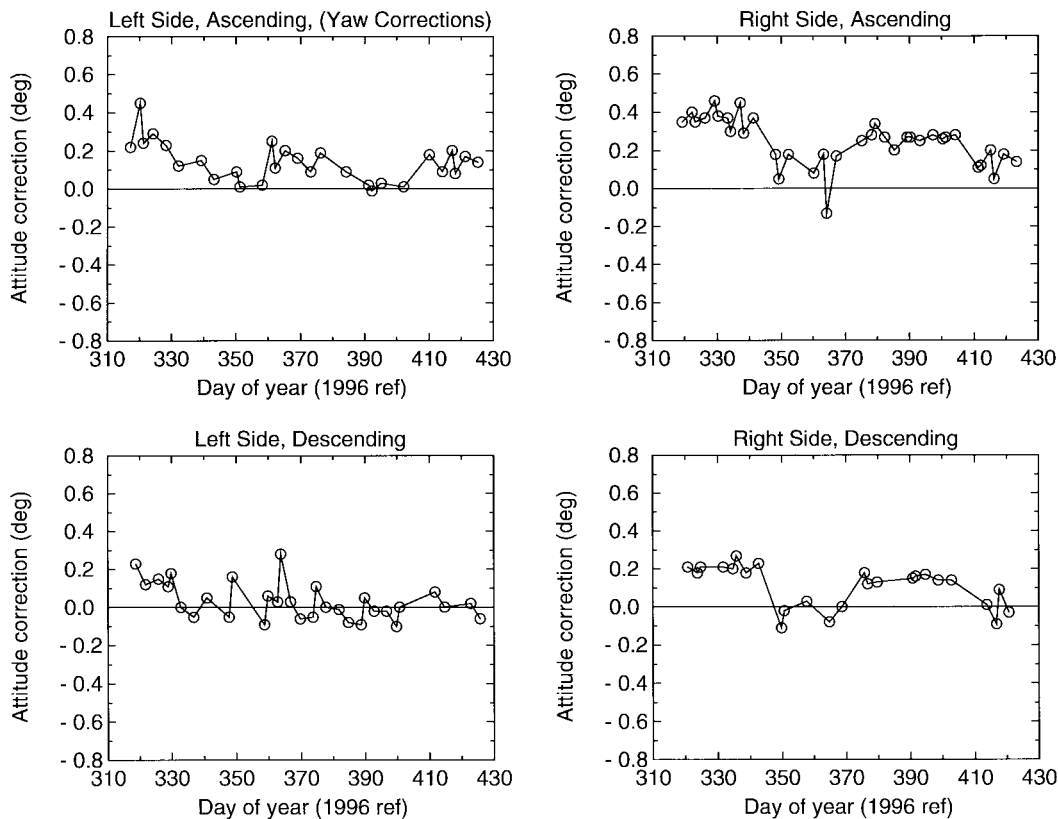 Left Side, Ascending, (Yaw Corrections)
Attitude correction (deg)
0.8
0.6
0.4
0.2
0.0
- 0.2
- 0.4
- 0.6
- 0.8
310 330 350 370 390 410 430
Day of year (1996 ref)
Right Side, Ascending
Attitude correction (deg)
0.8
0.6
0.4
0.2
0.0
- 0.2
- 0.4
- 0.6
- 0.8
310 330 350 370 390 410 430
Day of year (1996 ref)
Left Side, Descending
Attitude correction (deg)
0.8
0.6
0.4
0.2
0.0
- 0.2
- 0.4
- 0.6
- 0.8
310 330 350 370 390 410 430
Day of year (1996 ref)
Right Side, Descending
Attitude correction (deg)
0.8
0.6
0.4
0.2
0.0
- 0.2
- 0.4
- 0.6
- 0.8
310 330 350 370 390 410 430
Day of year (1996 ref)